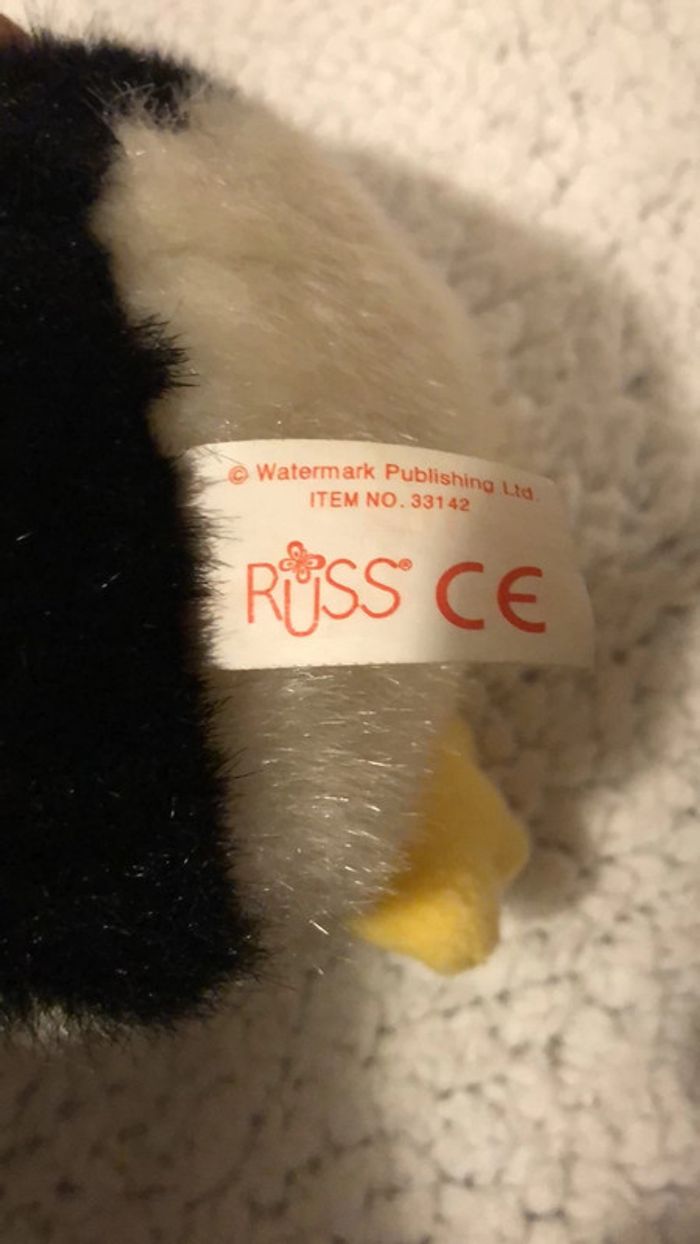 © Watermark Publishing Ltd.
ITEM NO. 33142
RUSS® CE